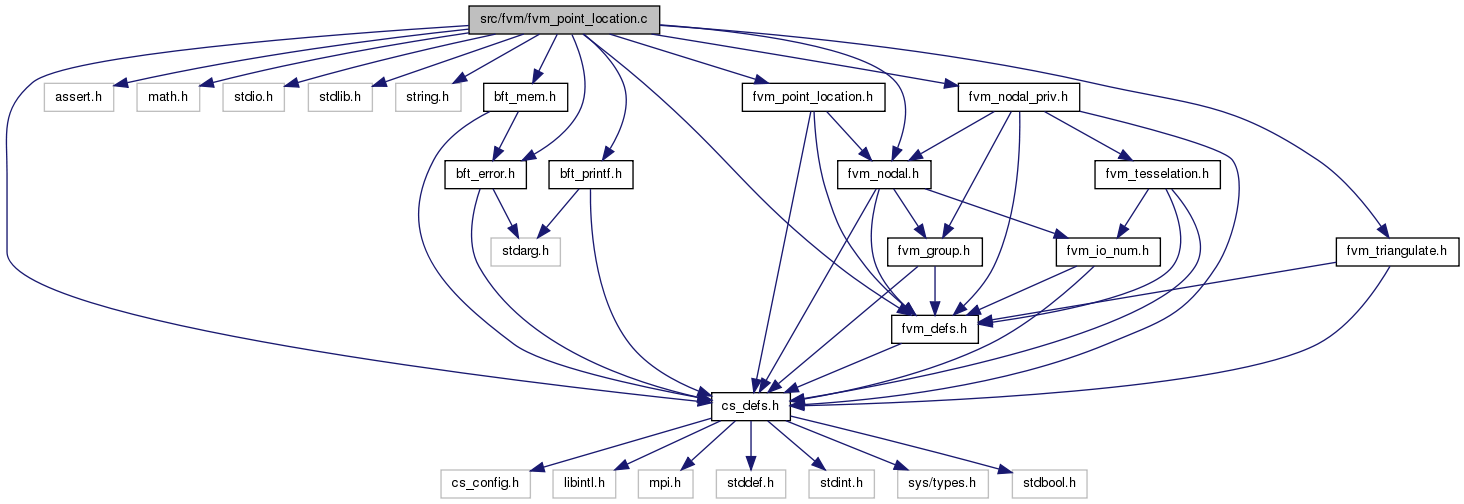 src/fvm/fvm_point_location.c
assert.h
math.h
stdio.h
stdlib.h
string.h
bft_mem.h
fvm_point_location.h
fvm_nodal_priv.h
bft_error.h
bft_printf.h
fvm_nodal.h
fvm_tesselation.h
stdarg.h
fvm_group.h
fvm_io_num.h
fvm_triangulate.h
fvm_defs.h
cs_defs.h
cs_config.h
libintl.h
mpi.h
stddef.h
stdint.h
sys/types.h
stdbool.h